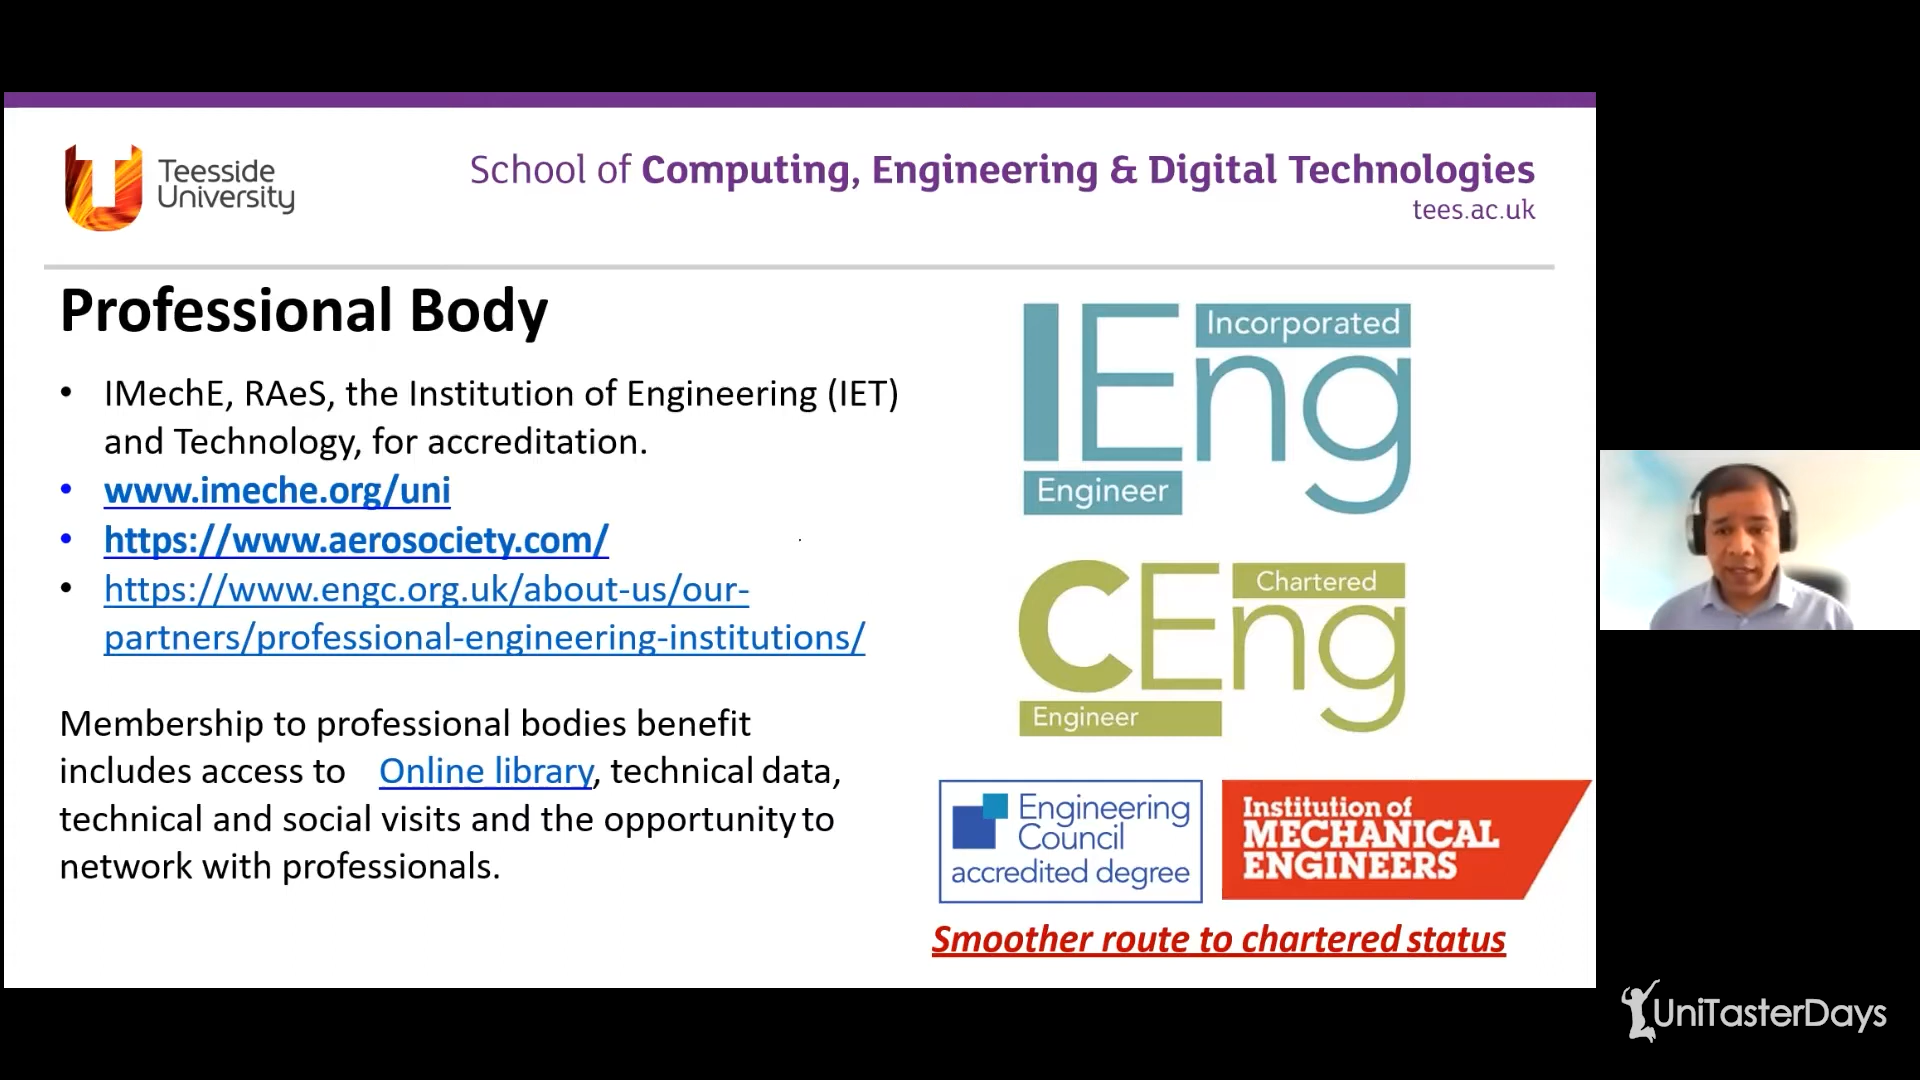 Teesside
University
School of Computing, Engineering & Digital Technologies
tees.ac.uk
Professional Body
• IMechE, RAeS, the Institution of Engineering (IET)
and Technology, for accreditation.
• www.imeche.org/uni
• https://www.aerosociety.com/
• https://www.engc.org.uk/about-us/our-
partners/professional-engineering-institutions/
Membership to professional bodies benefit
includes access to Online library, technical data,
technical and social visits and the opportunity to
network with professionals.
Incorporated
IEng
Engineer
Chartered
CEng
Engineer
Engineering
Council
accredited degree
Institution of
MECHANICAL
ENGINEERS
Smoother route to chartered status
UniTasterDays